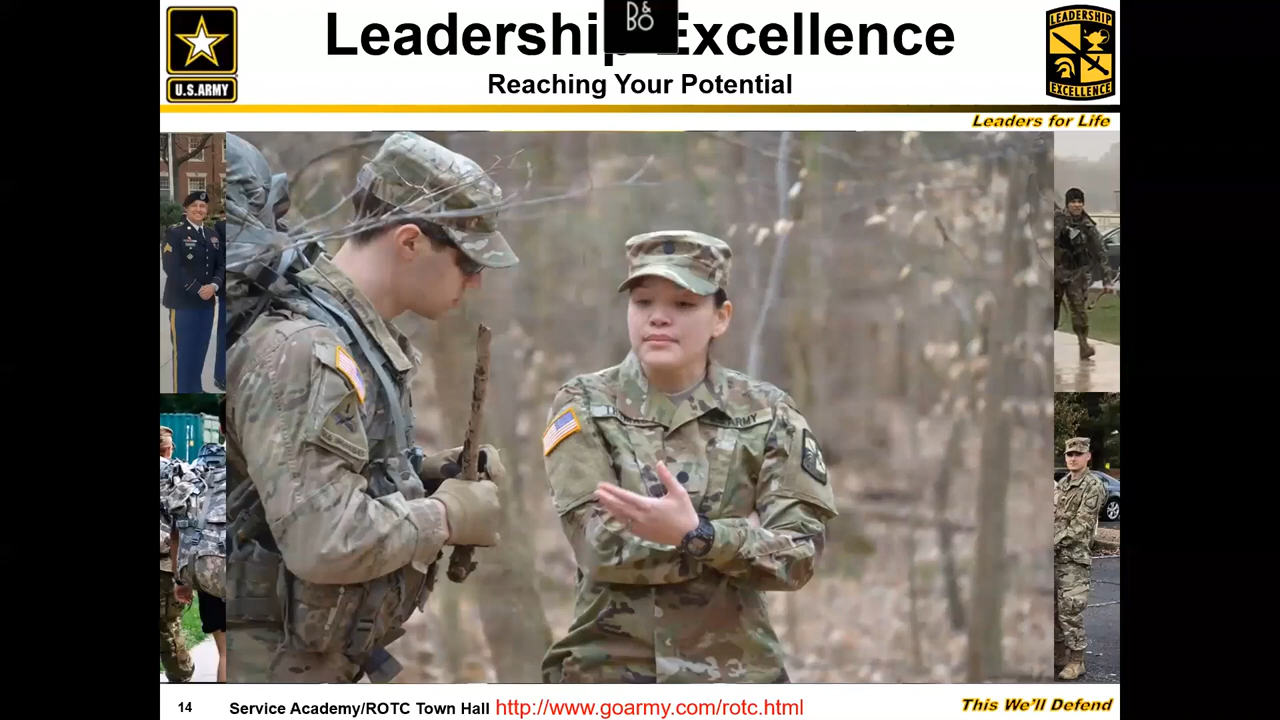 Leadership Excellence
B&O
Reaching Your Potential
U.S.ARMY
LEADERSHIP
EXCELLENCE
Leaders for Life
ARMY
14
Service Academy/ROTC Town Hall http://www.goarmy.com/rotc.html
This We'll Defend